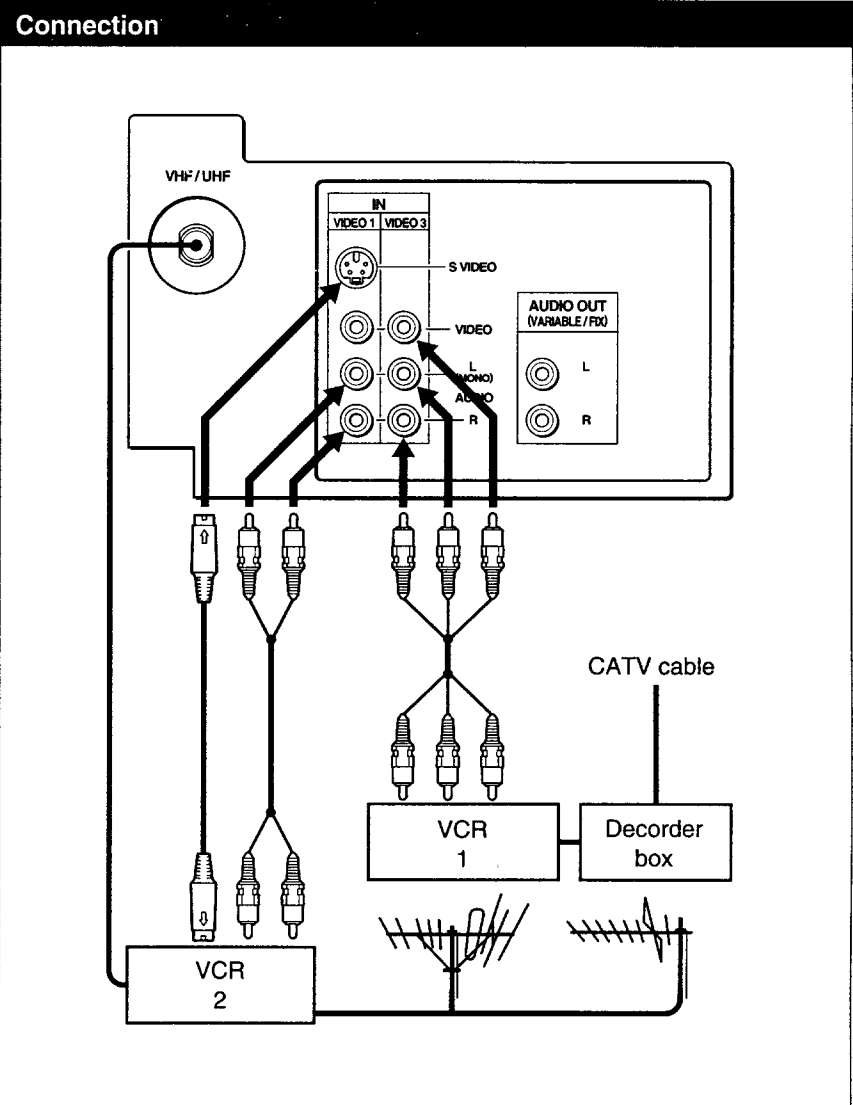 Connection
VHF / UHF
IN
VIDEO 1 VIDEO 3
S VIDEO
VIDEO
L
(MONO)
AUDIO
R
AUDIO OUT
(VARIABLE / FIX)
L
R
CATV cable
VCR
1
Decorder
box
VCR
2